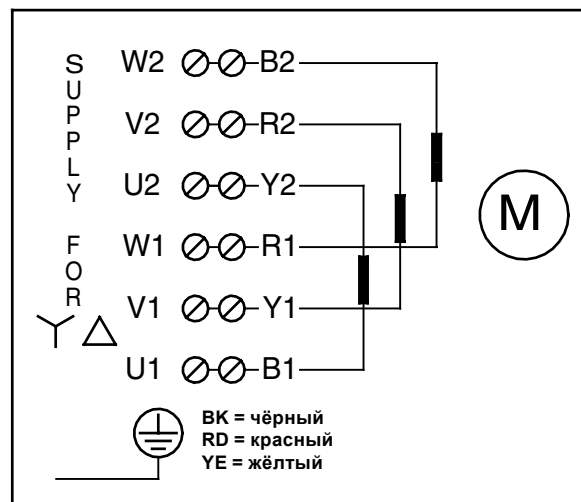 SUPPLY FOR
W2 B2
V2 R2
U2 Y2
W1 R1
V1 Y1
U1 B1
M
BK = чёрный
RD = красный
YE = жёлтый